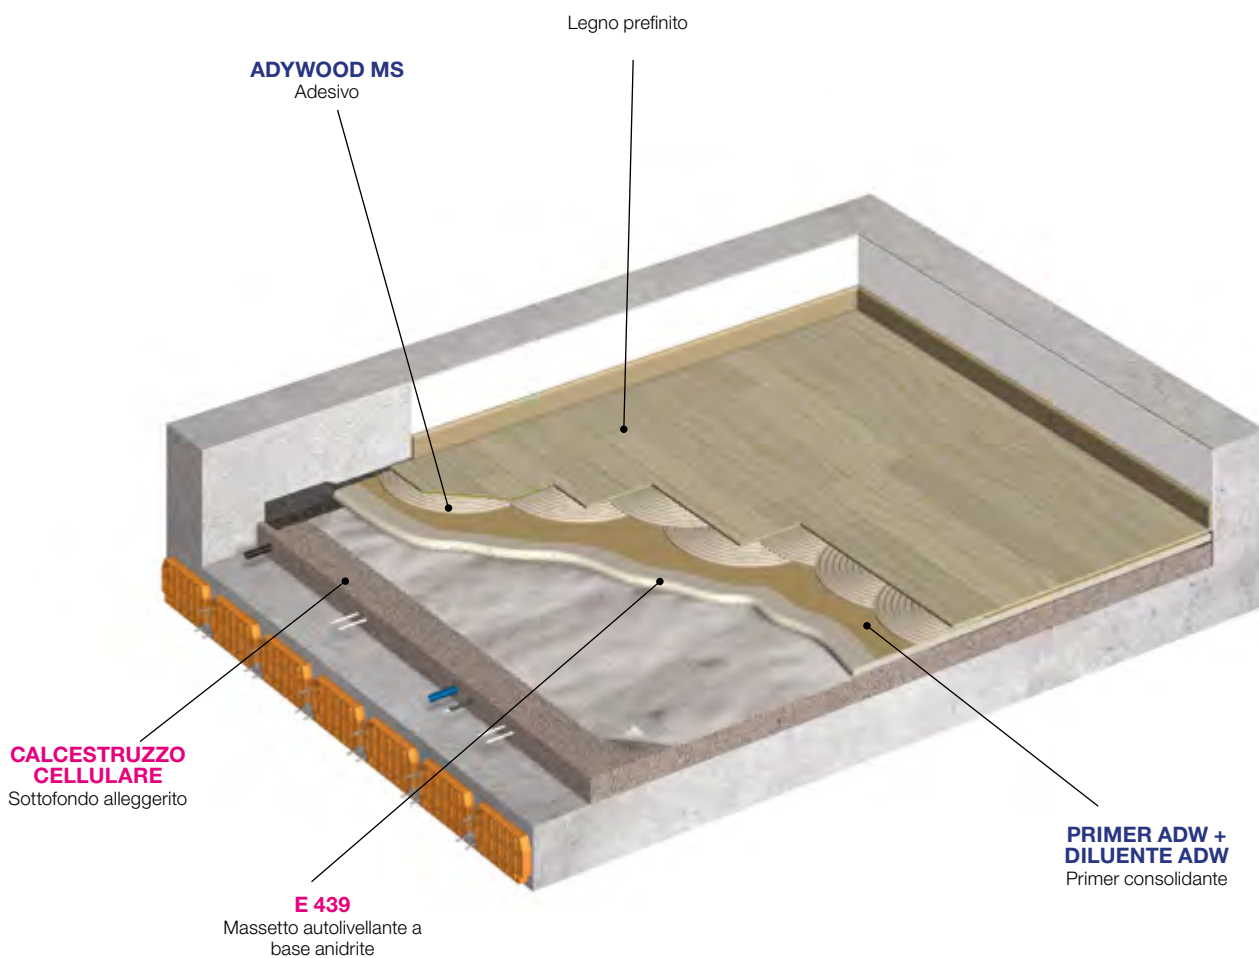 Legno prefinito
ADYWOOD MS
Adesivo
CALCESTRUZZO
CELLULARE
Sottofondo alleggerito
PRIMER ADW +
DILUENTE ADW
Primer consolidante
E 439
Massetto autolivellante a
base anidrite